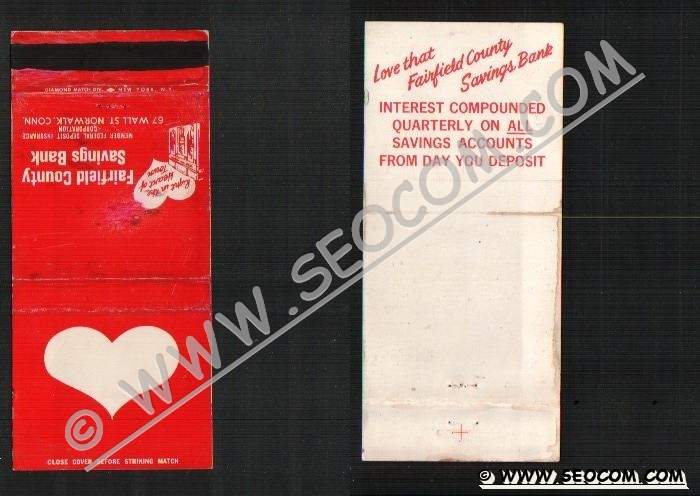 DIAMOND MATCH DIV. NEW YORK, N.Y.
67 WALL ST NORWALK, CONN.
MEMBER FEDERAL DEPOSIT INSURANCE
CORPORATION
Fairfield County
Savings Bank
Right in the
Heart of
Town
CLOSE COVER BEFORE STRIKING MATCH
Love that
Fairfield County
Savings Bank
INTEREST COMPOUNDED
QUARTERLY ON ALL
SAVINGS ACCOUNTS
FROM DAY YOU DEPOSIT
© WWW.SEOCOM.COM
© WWW.SEOCOM.COM